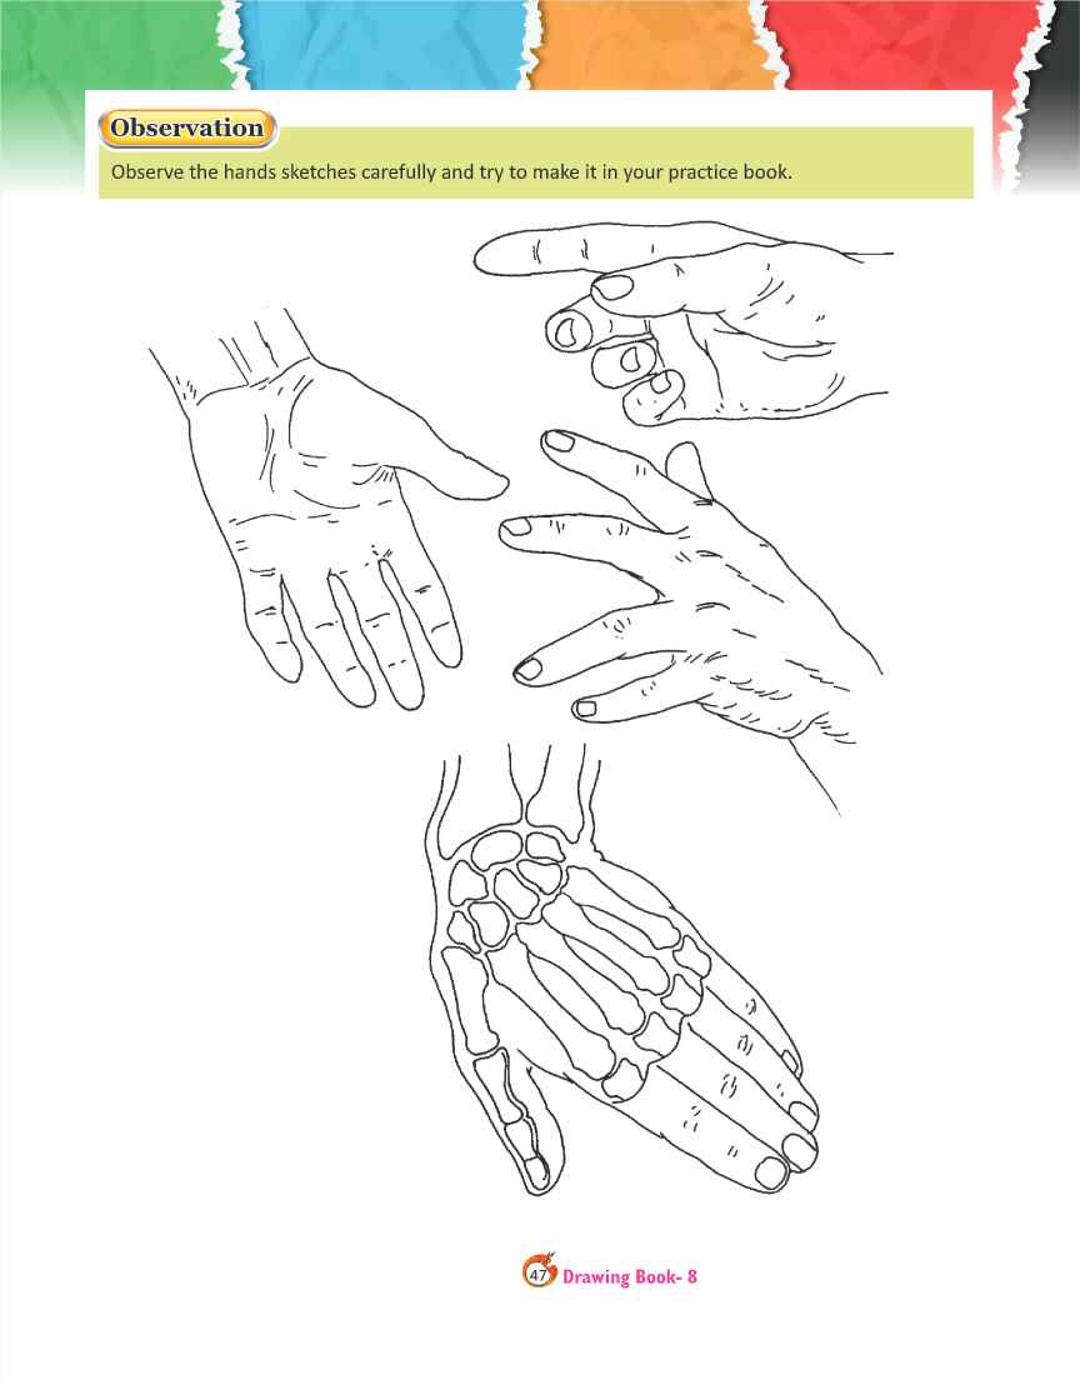 Observation
Observe the hands sketches carefully and try to make it in your practice book.
47 Drawing Book- 8